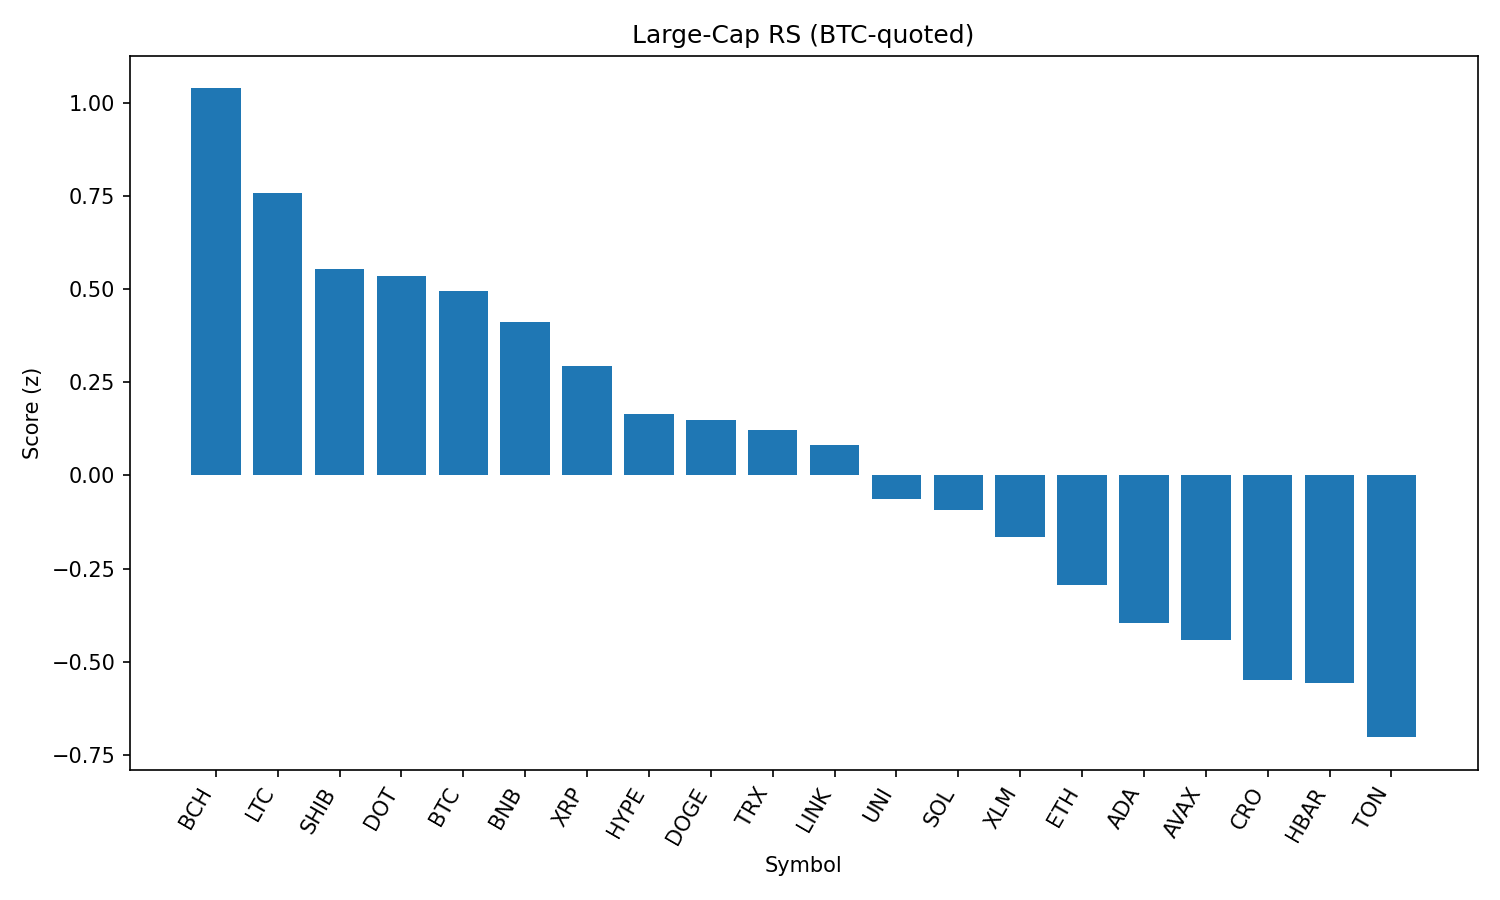 Large-Cap RS (BTC-quoted)
1.00
0.75
0.50
0.25
0.00
−0.25
−0.50
−0.75
Score (z)
BCH
LTC
SHIB
DOT
BTC
BNB
XRP
HYPE
DOGE
TRX
LINK
UNI
SOL
XLM
ETH
ADA
AVAX
CRO
HBAR
TON
Symbol